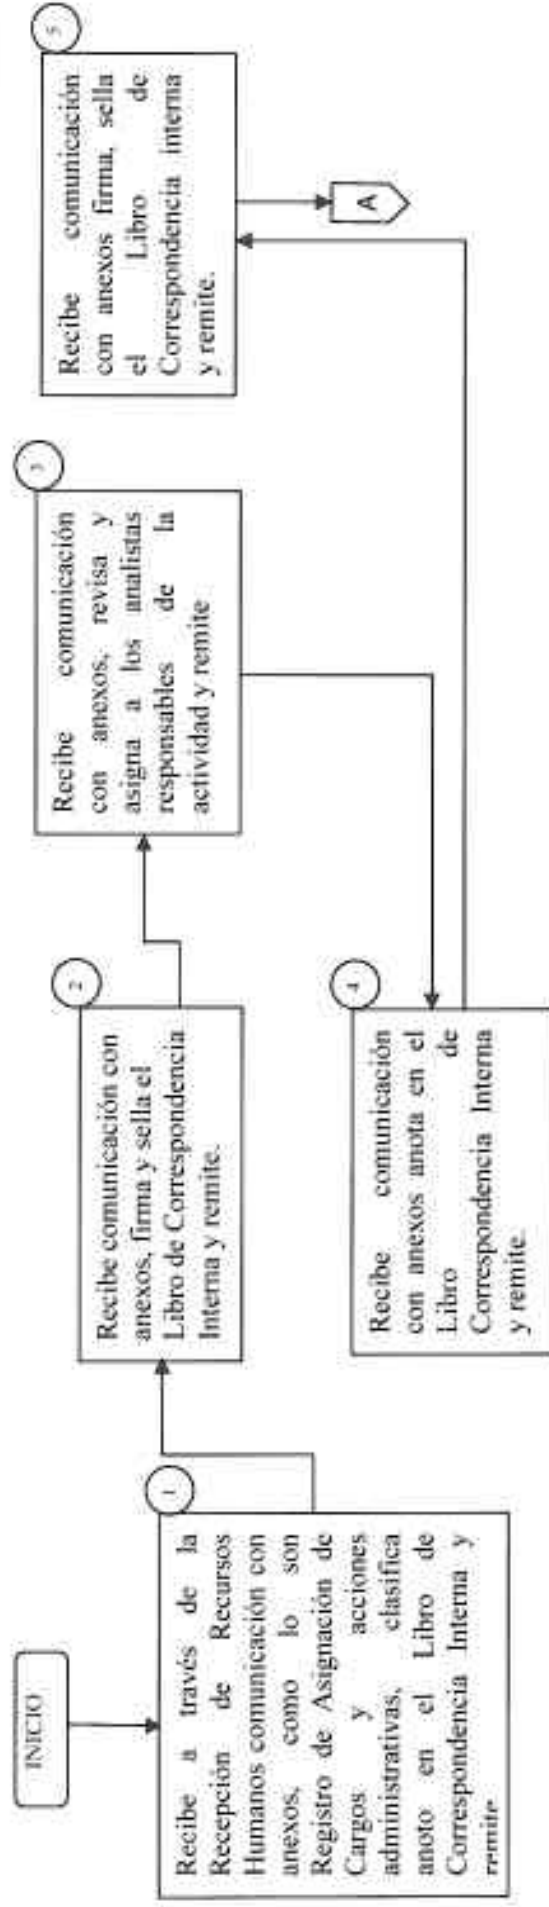 INICIO
1
Recibe a través de la
Recepción de Recursos
Humanos comunicación con
anexos, como lo son
Registro de Asignación de
Cargos y acciones
administrativas, clasifica
anoto en el Libro de
Correspondencia Interna y
remite
2
Recibe comunicación con
anexos, firma y sella el
Libro de Correspondencia
Interna y remite.
3
Recibe comunicación
con anexos, revisa y
asigna a los analistas
responsables de la
actividad y remite
4
Recibe comunicación
con anexos anota en el
Libro de
Correspondencia Interna
y remite.
5
Recibe comunicación
con anexos firma, sella
el Libro de
Correspondencia interna
y remite.
A